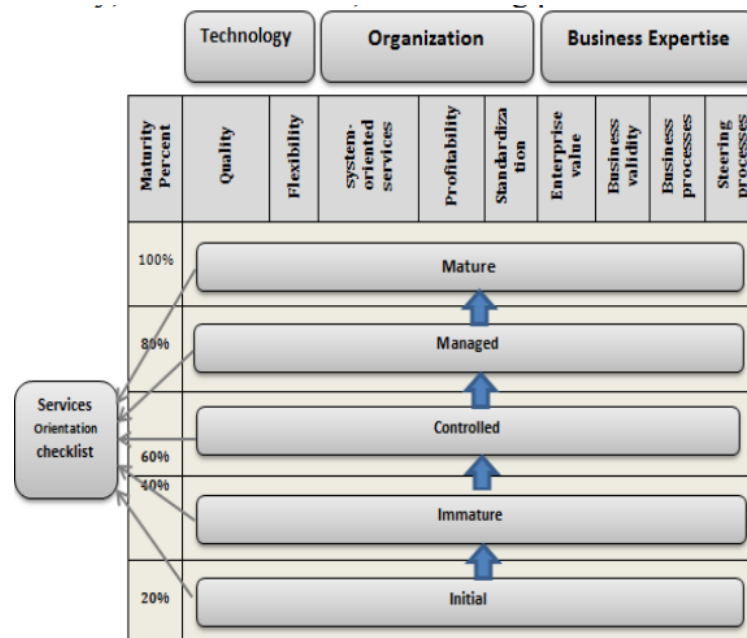 Technology
Organization
Business Expertise
Maturity
Percent
Quality
Flexibility
system-
oriented
services
Profitability
Standardiza
tion
Enterprise
value
Business
validity
Business
processes
Steering
processes
100%
Mature
80%
Managed
Services
Orientation
checklist
Controlled
60%
40%
Immature
20%
Initial